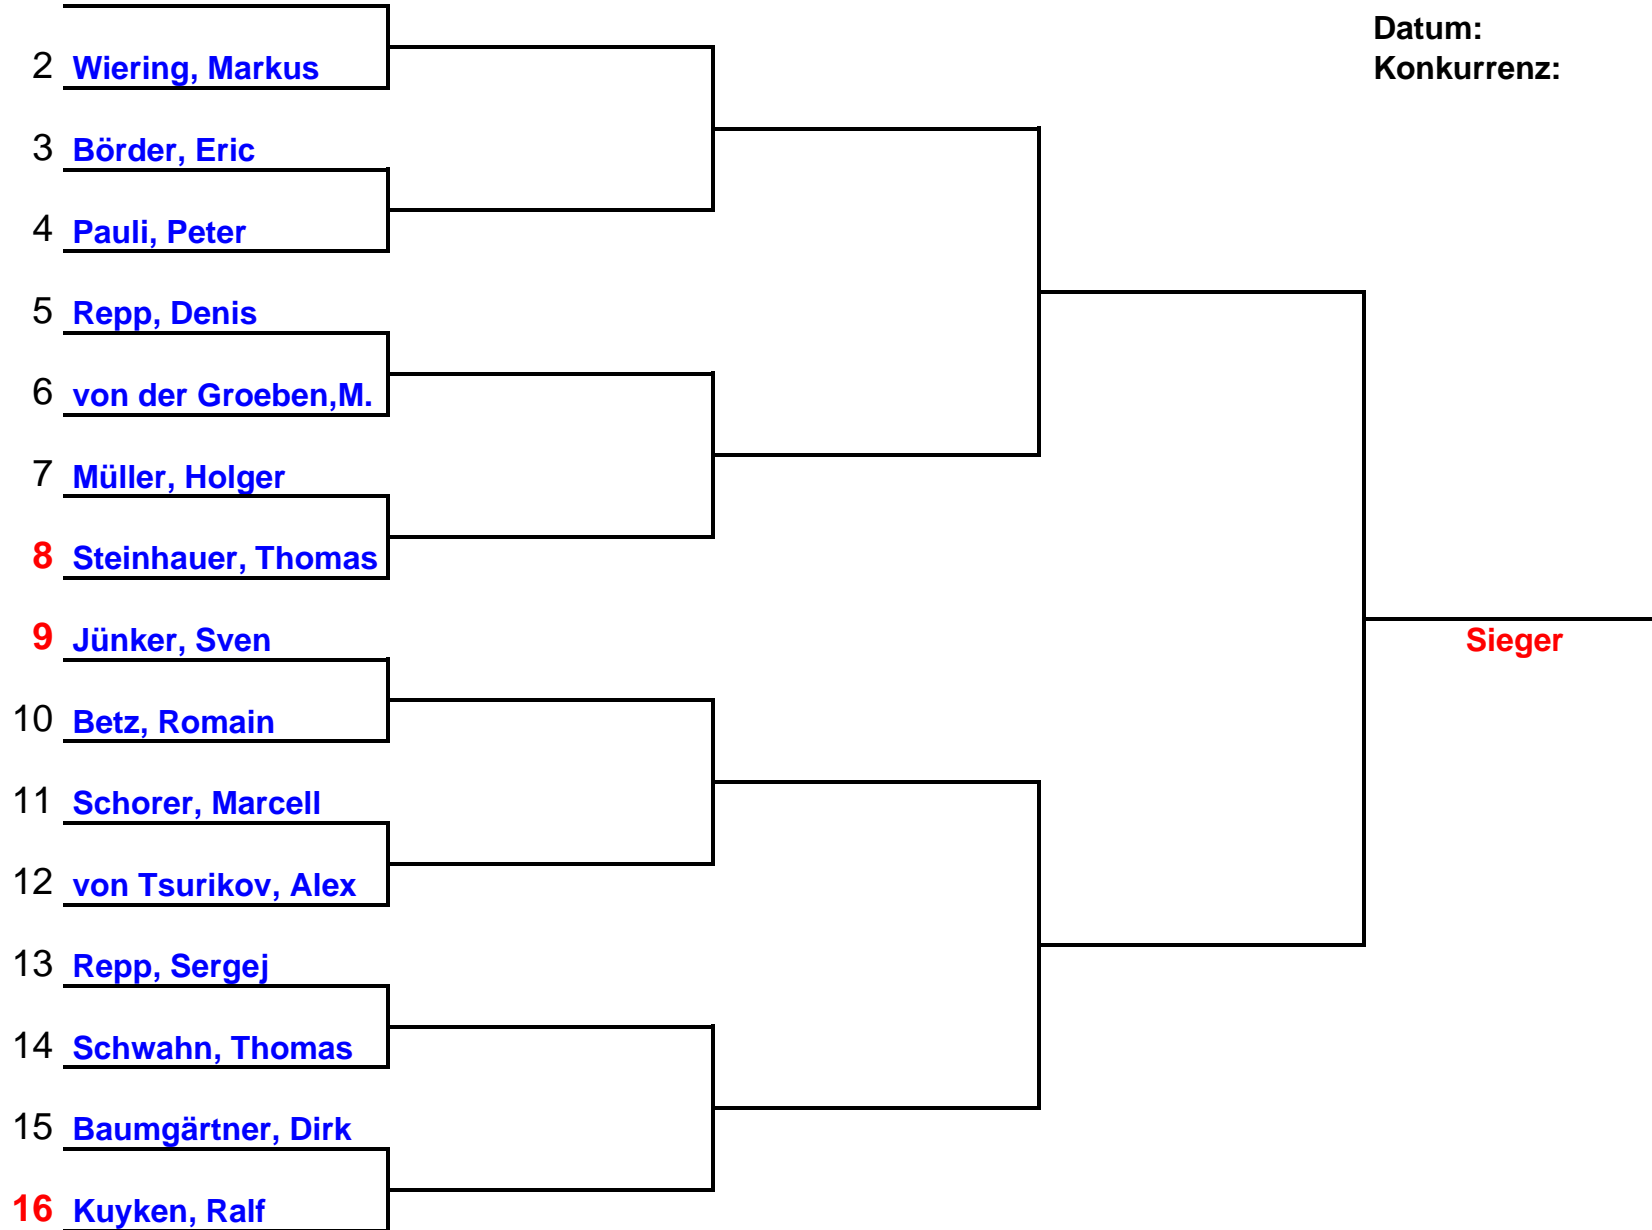 Datum:
Konkurrenz:
2 Wiering, Markus
3 Börder, Eric
4 Pauli, Peter
5 Repp, Denis
6 von der Groeben,M.
7 Müller, Holger
8 Steinhauer, Thomas
9 Jünker, Sven
Sieger
10 Betz, Romain
11 Schorer, Marcell
12 von Tsurikov, Alex
13 Repp, Sergej
14 Schwahn, Thomas
15 Baumgärtner, Dirk
16 Kuyken, Ralf